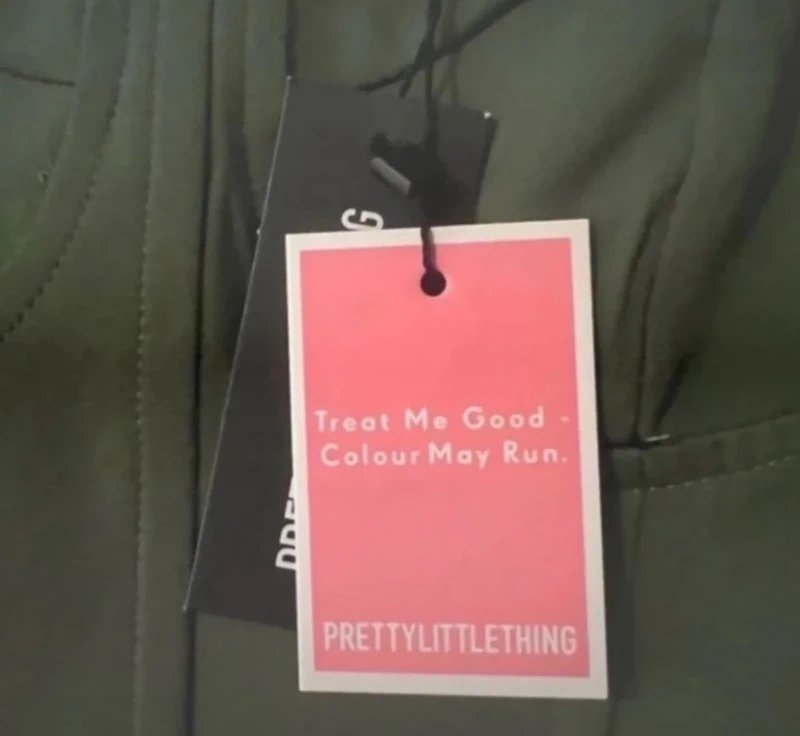 Treat Me Good -
Colour May Run.
PRETTYLITTLETHING